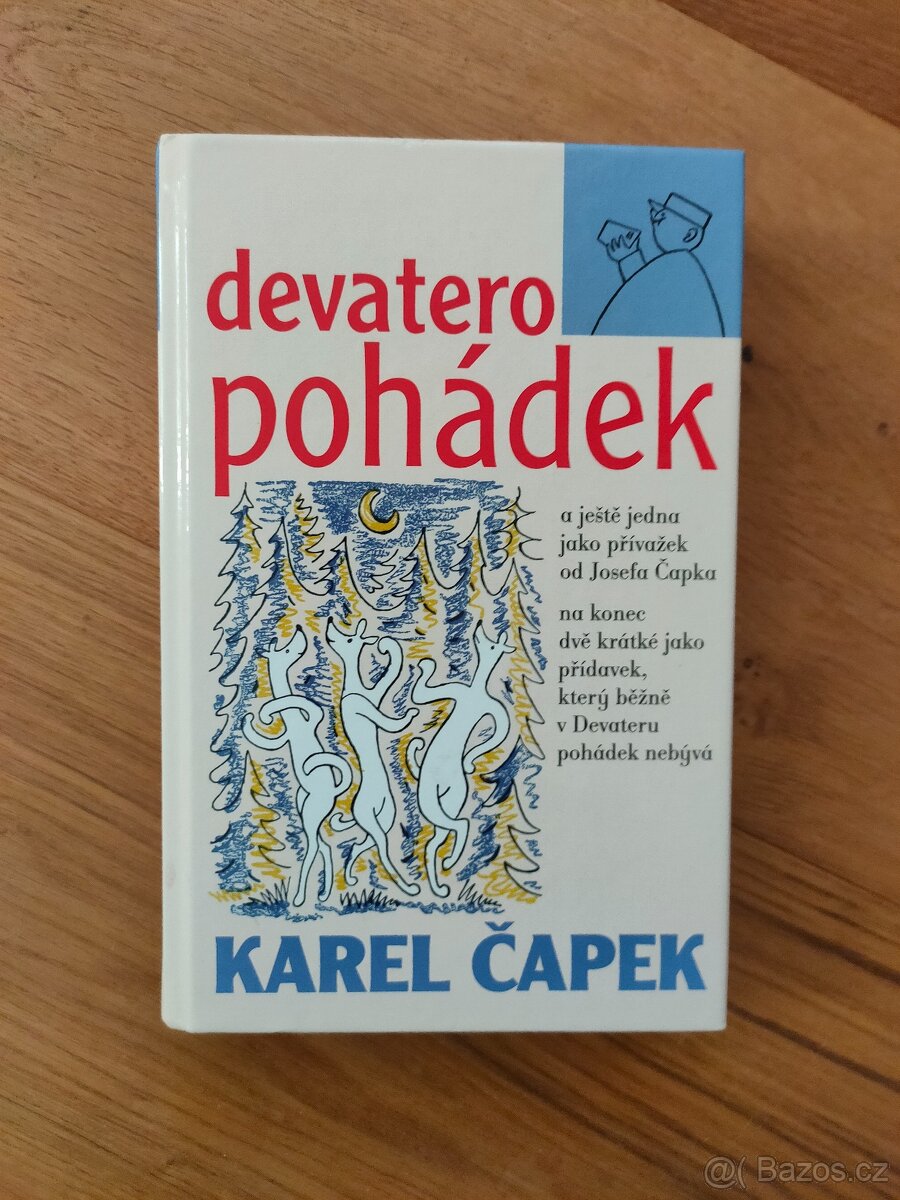 devatero
pohádek
a ještě jedna
jako přívažek
od Josefa Čapka
na konec
dvě krátké jako
přídavek,
který běžně
v Devateru
pohádek nebývá
KAREL ČAPEK
@( Bazos.cz